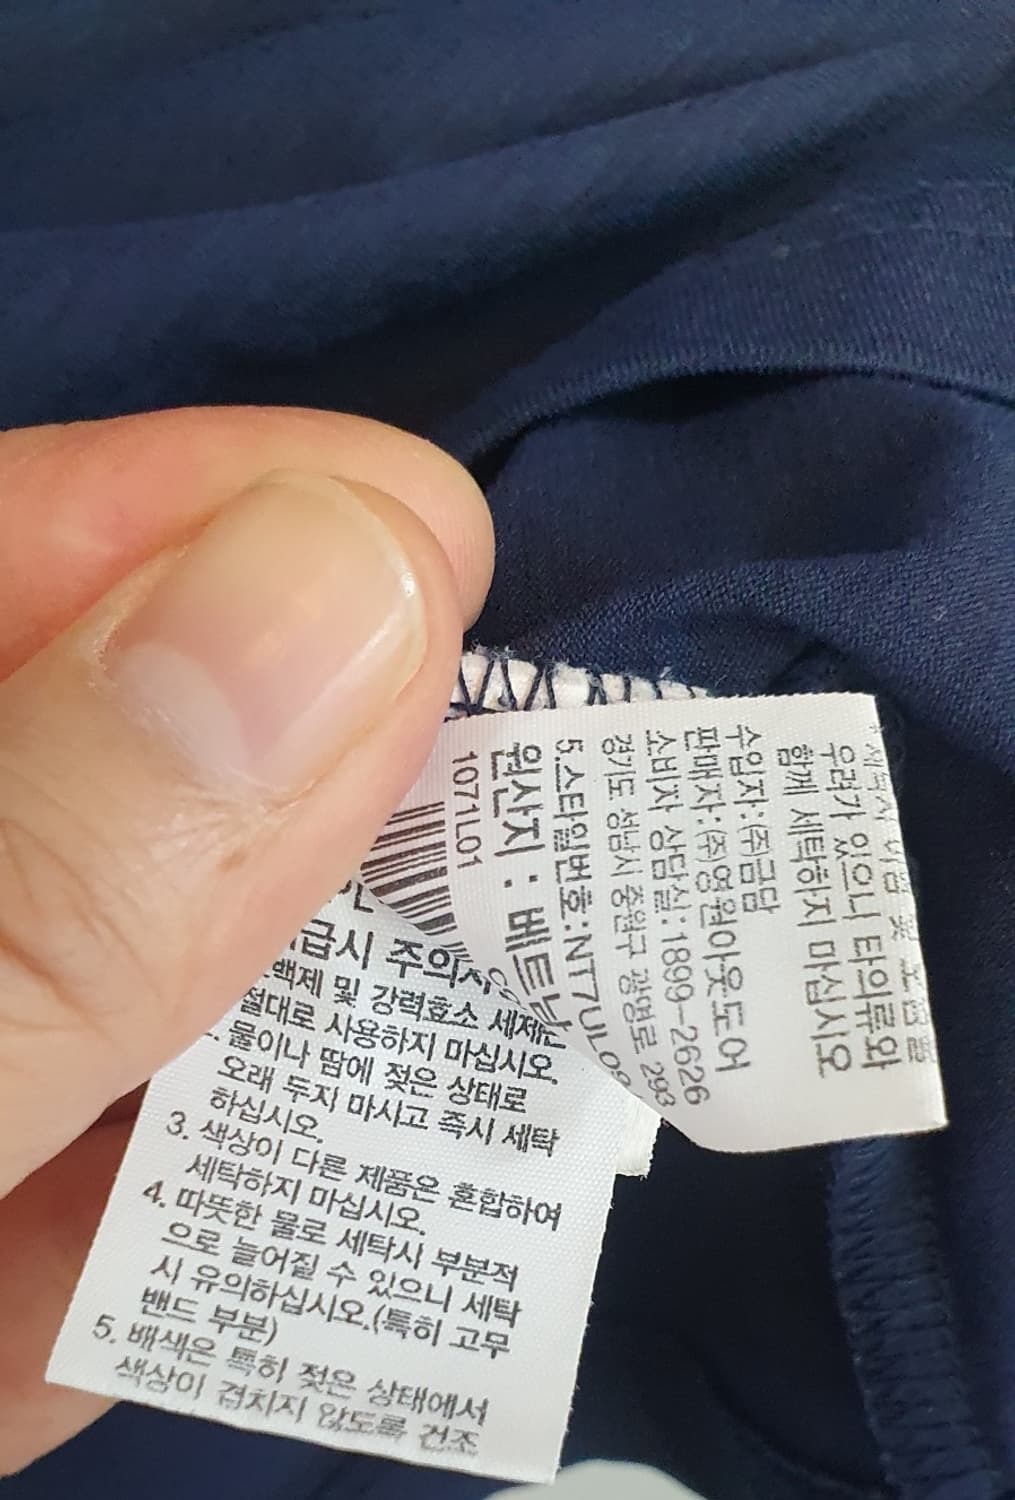 우려가 있으니 타의류와
함께 세탁하지 마십시오
수입자:(주)금담
판매자:(주)영원아웃도어
소비자 상담실:1899-2626
경기도 성남시 중원구 광명로 293
5.스타일번호:NT7UL09
원산지 : 베트남
1071L01
급시 주의사
백제 및 강력효소 세제는
절대로 사용하지 마십시오.
물이나 땀에 젖은 상태로
오래 두지 마시고 즉시 세탁
하십시오.
3. 색상이 다른 제품은 혼합하여
세탁하지 마십시오.
4. 따뜻한 물로 세탁시 부분적
으로 늘어질 수 있으니 세탁
시 유의하십시오.(특히 고무
밴드 부분)
5. 배색은 특히 젖은 상태에서
색상이 겹치지 않도록 건조